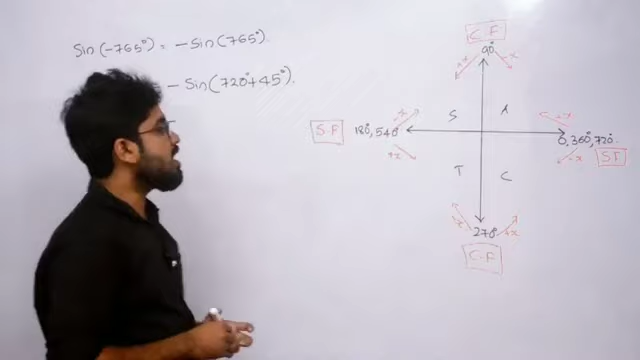 Sin(-765°) = -Sin(765°).
- Sin(720°+45°).
C F
90°
+x -x
S A
-x +x
S F 180°, 540° 0, 360°, 720°
+x -x S T
T C
-x +x
270°
C.F